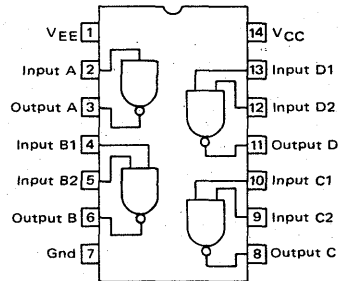 VEE 1
14 VCC
Input A 2
13 Input D1
Output A 3
12 Input D2
Input B1 4
11 Output D
Input B2 5
10 Input C1
Output B 6
9 Input C2
Gnd 7
8 Output C